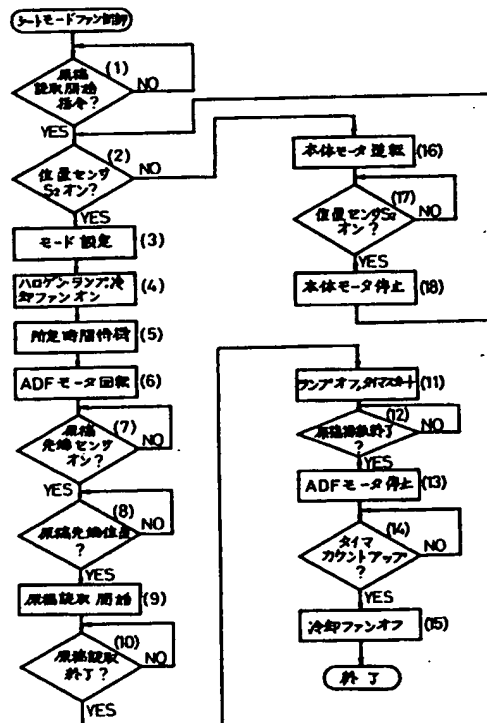 シートモードファン制御
(1)
原稿
読取開始
指令?
NO
YES
(2)
位置センサ
S₂オン?
NO
YES
モード設定
(3)
ハロゲンランプ,冷
却ファンオン
(4)
所定時間待機
(5)
ADFモータ回転
(6)
(7)
原稿
先端センサ
オン?
NO
YES
(8)
原稿先端位置
?
NO
YES
原稿読取開始
(9)
(10)
原稿読取
終了?
NO
YES
本体モータ逆転
(16)
(17)
位置センサS₂
オン?
NO
YES
本体モータ停止
(18)
ランプオフ,タイマスタート
(11)
(12)
終了
?
NO
YES
ADFモータ停止
(13)
(14)
タイマ
カウントアップ
?
NO
YES
冷却ファンオフ
(15)
終了